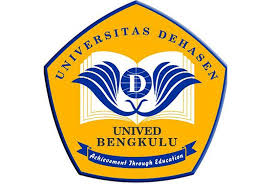 UNIVERSITAS DEHASEN
D
UNIVED
BENGKULU
Achievement Through Education